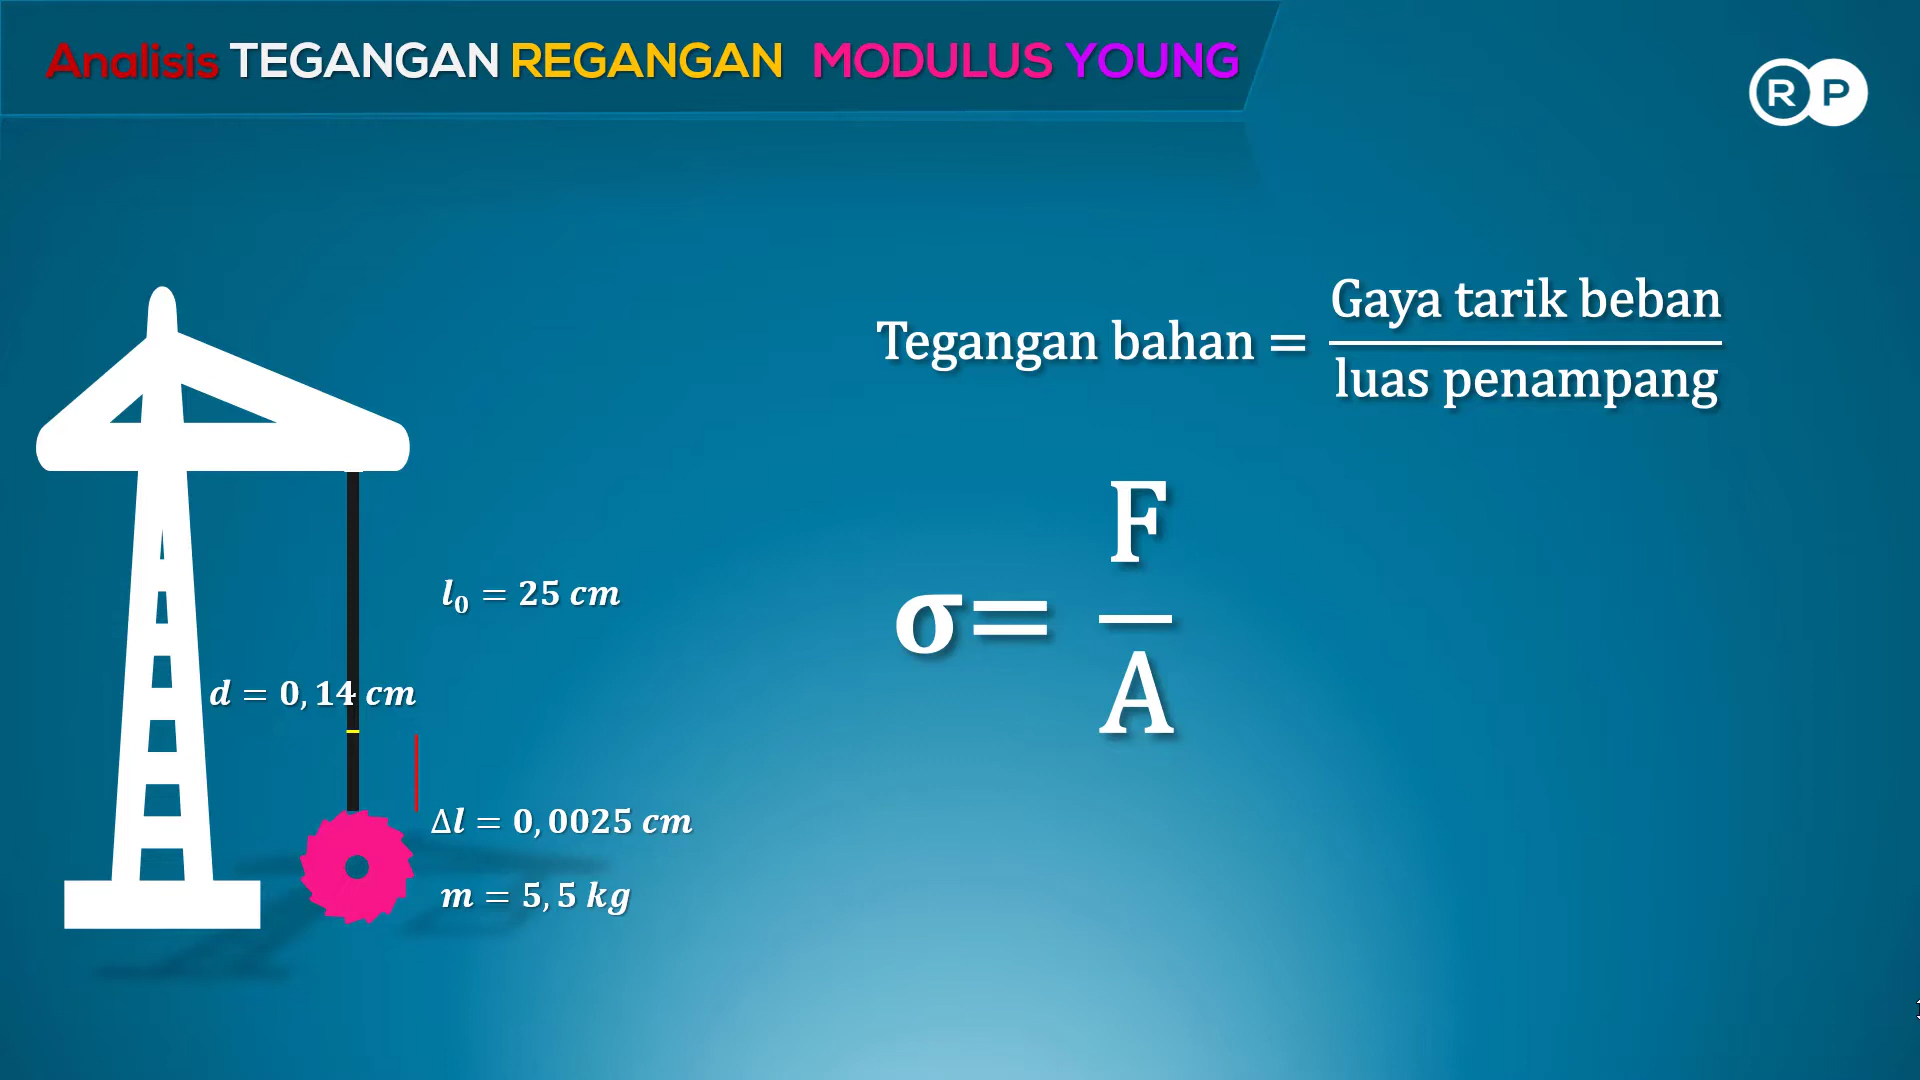 Analisis TEGANGAN REGANGAN MODULUS YOUNG
R P
Tegangan bahan = Gaya tarik beban / luas penampang
σ= F / A
l₀ = 25 cm
d = 0,14 cm
Δl = 0,0025 cm
m = 5,5 kg